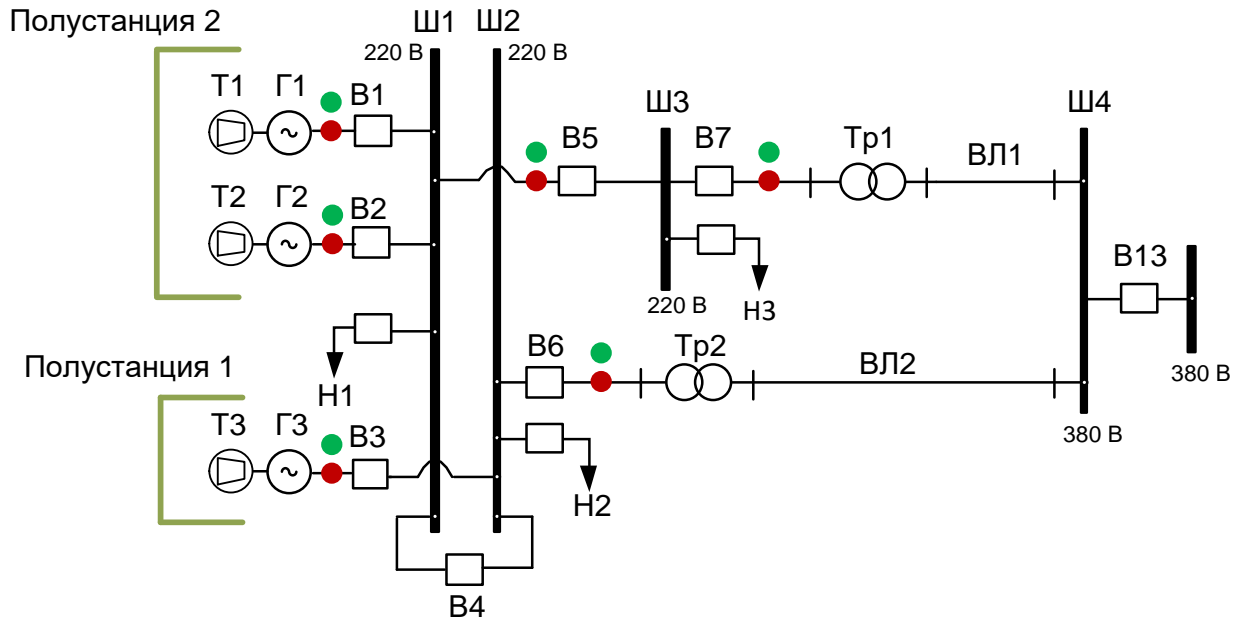 Полустанция 2
Ш1
Ш2
220 В
220 В
Т1
Г1
В1
Ш3
Ш4
В5
В7
Тр1
ВЛ1
Т2
Г2
В2
В13
220 В
Н3
В6
Тр2
ВЛ2
380 В
Полустанция 1
Н1
380 В
Т3
Г3
В3
Н2
В4